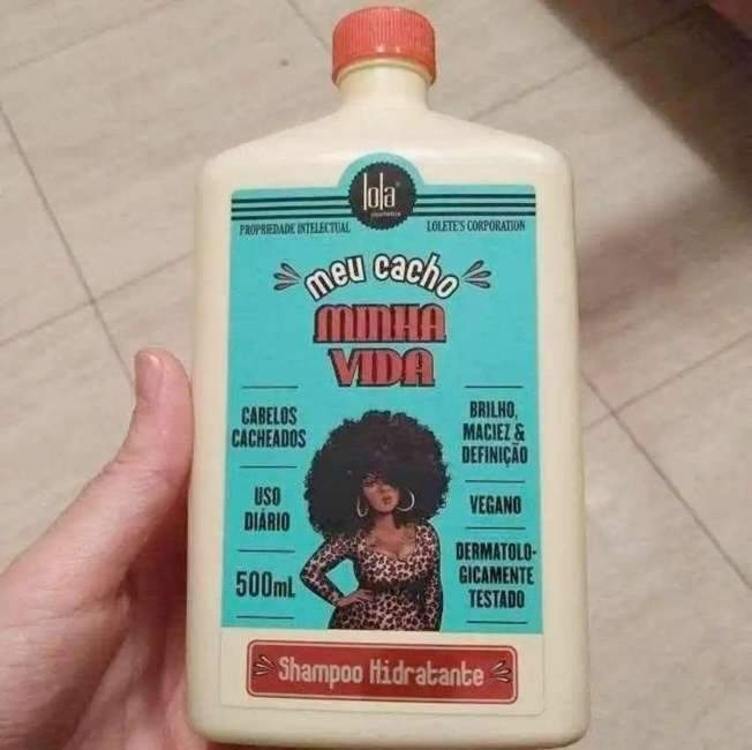 lola
cosmetics
PROPRIEDADE INTELECTUAL
LOLETE'S CORPORATION
meu cacho
MINHA
VIDA
CABELOS
CACHEADOS
USO
DIÁRIO
500mL
BRILHO,
MACIEZ &
DEFINIÇÃO
VEGANO
DERMATOLO-
GICAMENTE
TESTADO
Shampoo Hidratante